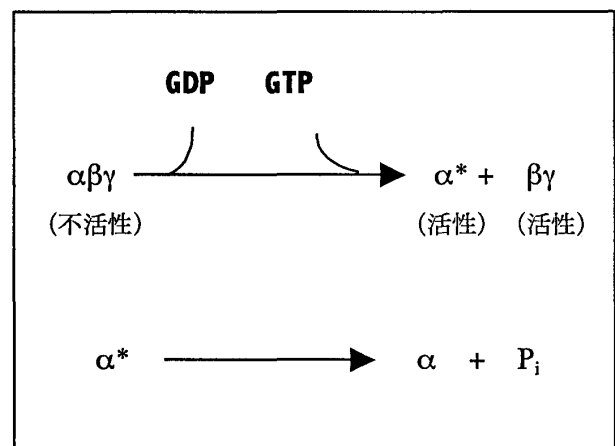 GDP GTP
αβγ α* + βγ
(不活性) (活性) (活性)
α* α + Pi